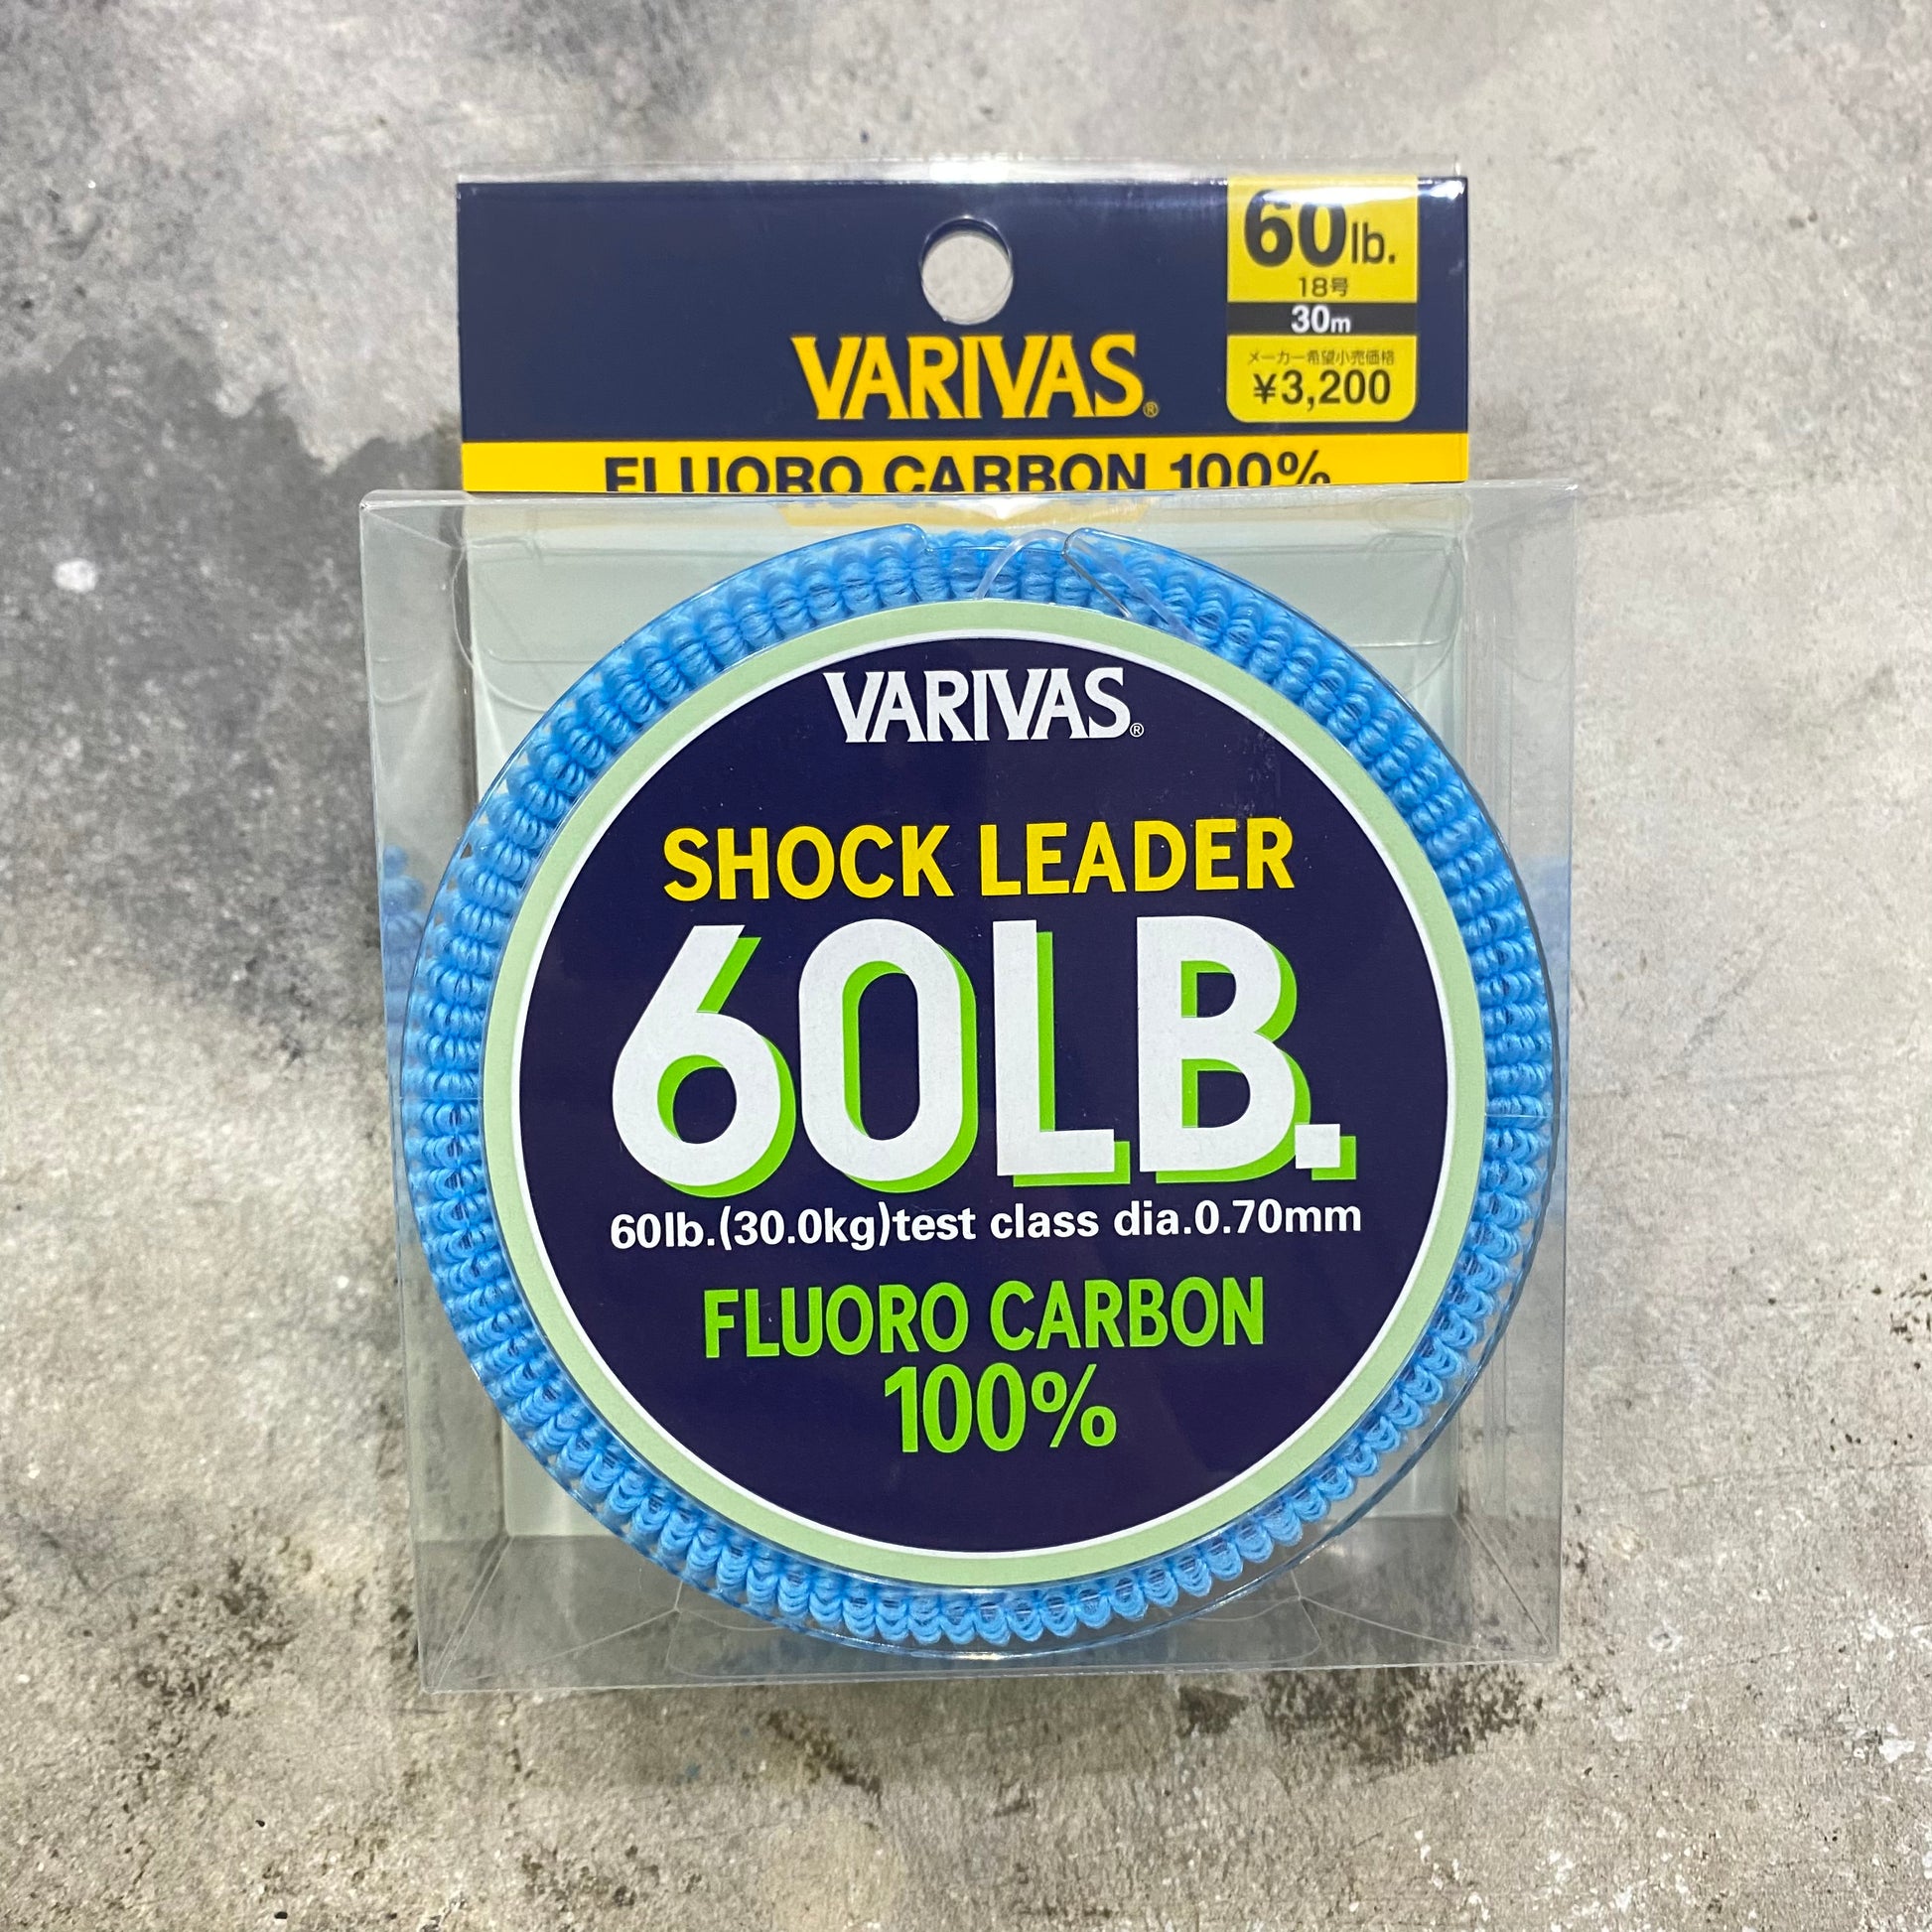 60lb.
18号
30m
メーカー希望小売価格
¥3,200
VARIVAS®
FLUORO CARBON 100%
VARIVAS®
SHOCK LEADER
60LB.
60lb.(30.0kg)test class dia.0.70mm
FLUORO CARBON
100%